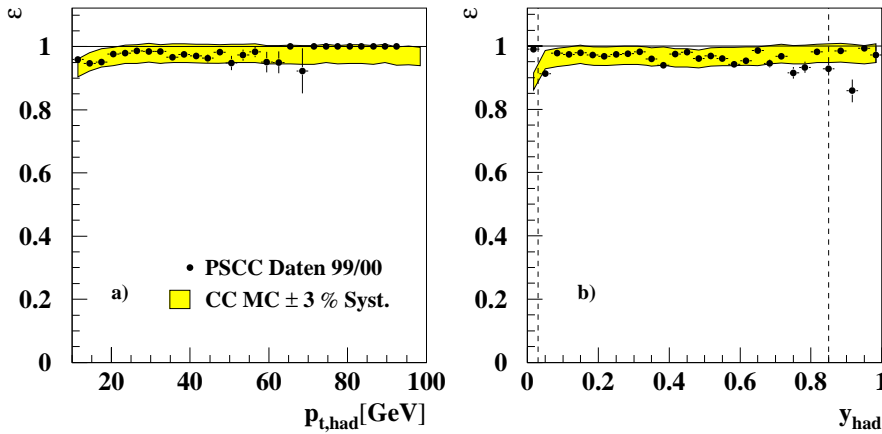 ε
1
0.8
0.6
0.4
0.2
0
PSCC Daten 99/00
CC MC ± 3 % Syst.
a)
20 40 60 80 100
p_t,had[GeV]
ε
1
0.8
0.6
0.4
0.2
0
b)
0 0.2 0.4 0.6 0.8 1
y_had